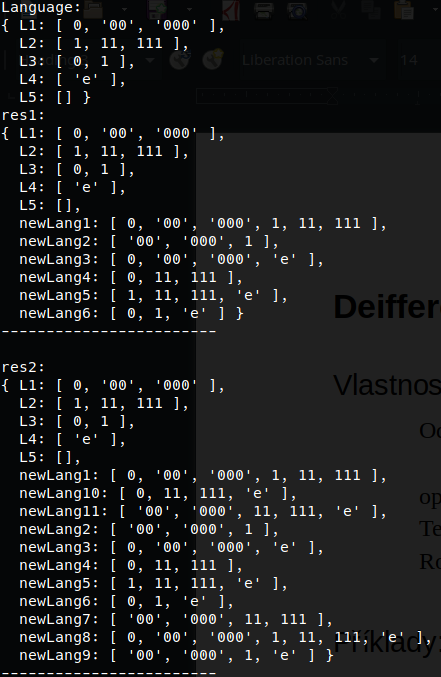 Language:
{ L1: [ 0, '00', '000' ],
L2: [ 1, 11, 111 ],
L3: [ 0, 1 ],
L4: [ 'e' ],
L5: [] }
Liberation Sans
14
res1:
{ L1: [ 0, '00', '000' ],
L2: [ 1, 11, 111 ],
L3: [ 0, 1 ],
L4: [ 'e' ],
L5: [],
newLang1: [ 0, '00', '000', 1, 11, 111 ],
newLang2: [ '00', '000', 1 ],
newLang3: [ 0, '00', '000', 'e' ],
newLang4: [ 0, 11, 111 ],
newLang5: [ 1, 11, 111, 'e' ],
newLang6: [ 0, 1, 'e' ] }
------------------------
res2:
{ L1: [ 0, '00', '000' ],
L2: [ 1, 11, 111 ],
L3: [ 0, 1 ],
L4: [ 'e' ],
L5: [],
newLang1: [ 0, '00', '000', 1, 11, 111 ],
newLang10: [ 0, 11, 111, 'e' ],
newLang11: [ '00', '000', 11, 111, 'e' ],
newLang2: [ '00', '000', 1 ],
newLang3: [ 0, '00', '000', 'e' ],
newLang4: [ 0, 11, 111 ],
newLang5: [ 1, 11, 111, 'e' ],
newLang6: [ 0, 1, 'e' ],
newLang7: [ '00', '000', 11, 111 ],
newLang8: [ 0, '00', '000', 1, 11, 111, 'e' ],
newLang9: [ '00', '000', 1, 'e' ] }
------------------------
Deiffer
Vlastnos
Od
op
Te
Ro
Příklady: